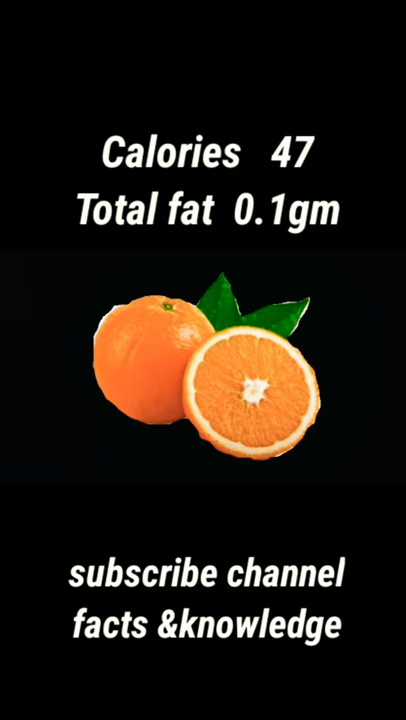 Calories 47
Total fat 0.1gm
subscribe channel
facts &knowledge